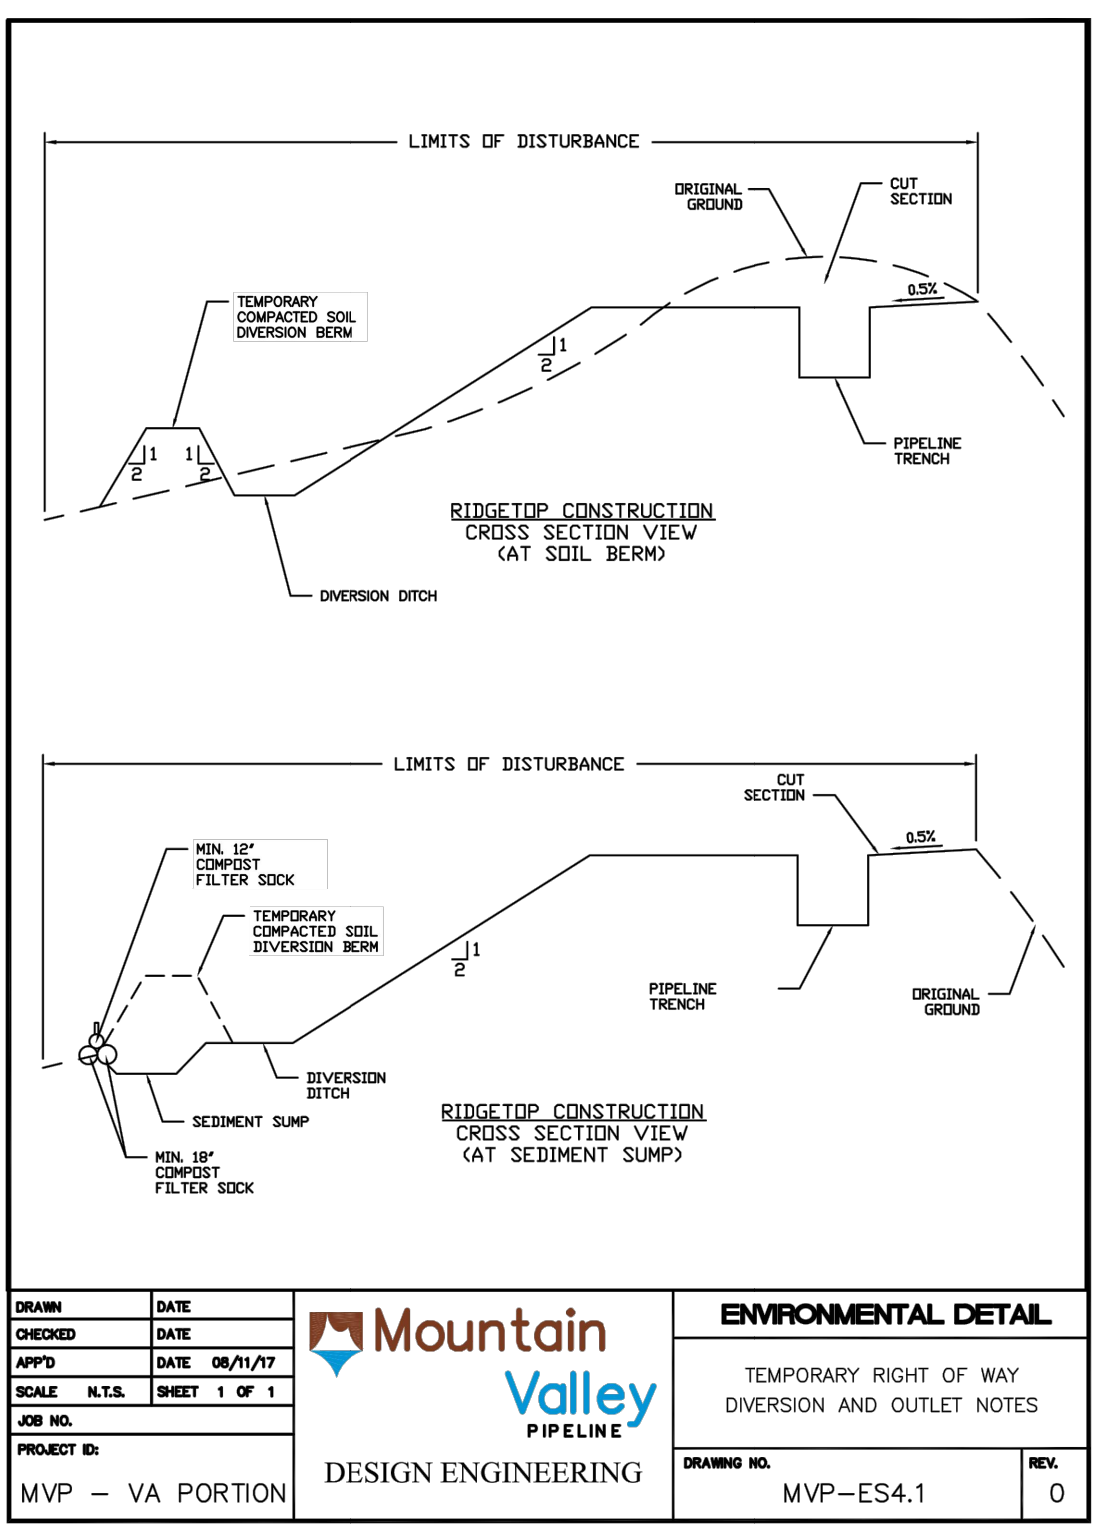 LIMITS OF DISTURBANCE
ORIGINAL
GROUND
CUT
SECTION
0.5%
TEMPORARY
COMPACTED SOIL
DIVERSION BERM
1
2
1
2
1
2
PIPELINE
TRENCH
RIDGETOP CONSTRUCTION
CROSS SECTION VIEW
(AT SOIL BERM)
DIVERSION DITCH
LIMITS OF DISTURBANCE
CUT
SECTION
0.5%
MIN. 12"
COMPOST
FILTER SOCK
TEMPORARY
COMPACTED SOIL
DIVERSION BERM
1
2
PIPELINE
TRENCH
ORIGINAL
GROUND
DIVERSION
DITCH
SEDIMENT SUMP
MIN. 18"
COMPOST
FILTER SOCK
RIDGETOP CONSTRUCTION
CROSS SECTION VIEW
(AT SEDIMENT SUMP)
DRAWN DATE
CHECKED DATE
APP'D DATE 08/11/17
SCALE N.T.S. SHEET 1 OF 1
JOB NO.
PROJECT ID:
MVP - VA PORTION
Mountain
Valley
PIPELINE
DESIGN ENGINEERING
ENVIRONMENTAL DETAIL
TEMPORARY RIGHT OF WAY
DIVERSION AND OUTLET NOTES
DRAWING NO.
MVP-ES4.1
REV.
0